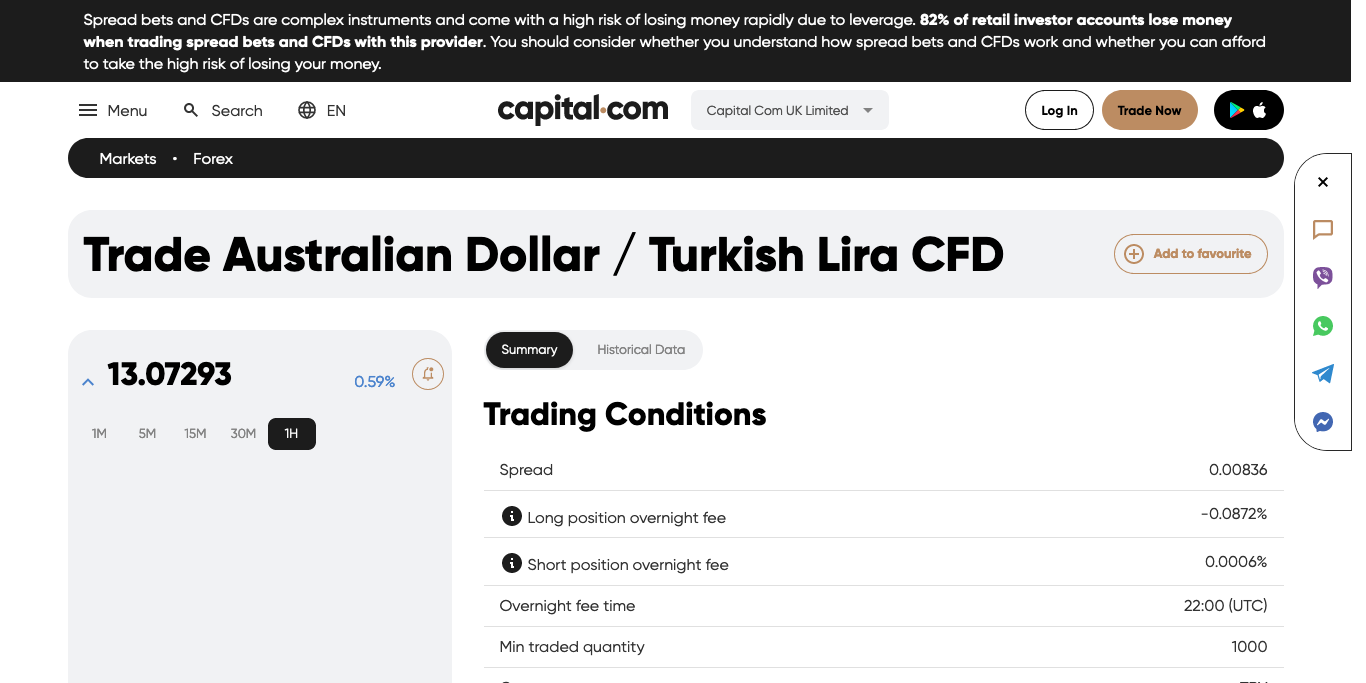 Spread bets and CFDs are complex instruments and come with a high risk of losing money rapidly due to leverage. 82% of retail investor accounts lose money
when trading spread bets and CFDs with this provider. You should consider whether you understand how spread bets and CFDs work and whether you can afford
to take the high risk of losing your money.
Menu Search EN capital.com Capital Com UK Limited Log In Trade Now
Markets • Forex
Trade Australian Dollar / Turkish Lira CFD Add to favourite
13.07293 0.59%
1M 5M 15M 30M 1H
Summary Historical Data
Trading Conditions
Spread 0.00836
Long position overnight fee -0.0872%
Short position overnight fee 0.0006%
Overnight fee time 22:00 (UTC)
Min traded quantity 1000